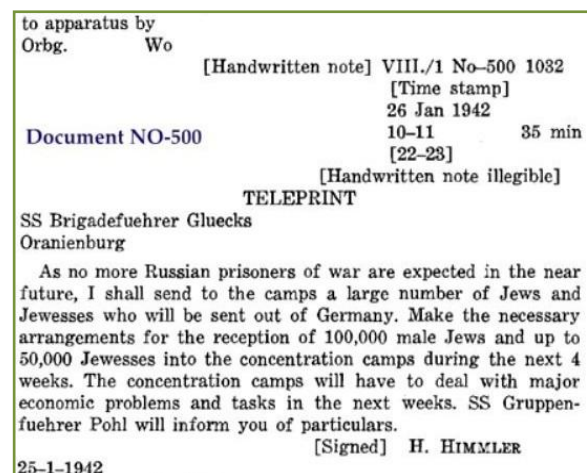 to apparatus by
Orbg. Wo
[Handwritten note] VIII./1 No–500 1032
[Time stamp]
26 Jan 1942
Document NO-500
10–11 35 min
[22–23]
[Handwritten note illegible]
TELEPRINT
SS Brigadefuehrer Gluecks
Oranienburg
As no more Russian prisoners of war are expected in the near
future, I shall send to the camps a large number of Jews and
Jewesses who will be sent out of Germany. Make the necessary
arrangements for the reception of 100,000 male Jews and up to
50,000 Jewesses into the concentration camps during the next 4
weeks. The concentration camps will have to deal with major
economic problems and tasks in the next weeks. SS Gruppen-
fuehrer Pohl will inform you of particulars.
[Signed] H. HIMMLER
25–1–1942